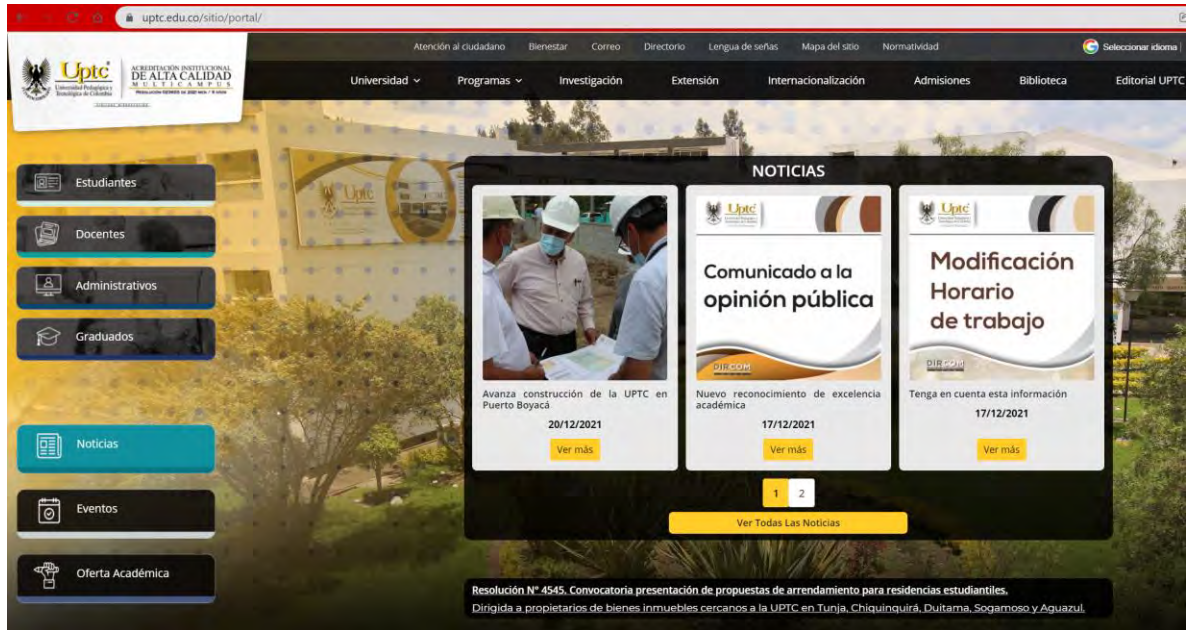 uptc.edu.co/sitio/portal/
Atención al ciudadano Bienestar Correo Directorio Lengua de señas Mapa del sitio Normatividad Seleccionar idioma
Uptc
Universidad Pedagógica y
Tecnológica de Colombia
ACREDITACIÓN INSTITUCIONAL
DE ALTA CALIDAD
MULTICAMPUS
Universidad Programas Investigación Extensión Internacionalización Admisiones Biblioteca Editorial UPTC
Estudiantes
Docentes
Administrativos
Graduados
Noticias
Eventos
Oferta Académica
Uptc
NOTICIAS
Avanza construcción de la UPTC en
Puerto Boyacá
20/12/2021
Ver más
Uptc
Comunicado a la
opinión pública
DIRCOM
Nuevo reconocimiento de excelencia
académica
17/12/2021
Ver más
Uptc
Modificación
Horario
de trabajo
DIRCOM
Tenga en cuenta esta información
17/12/2021
Ver más
1 2
Ver Todas Las Noticias
Resolución N° 4545. Convocatoria presentación de propuestas de arrendamiento para residencias estudiantiles.
Dirigida a propietarios de bienes inmuebles cercanos a la UPTC en Tunja, Chiquinquirá, Duitama, Sogamoso y Aguazul.